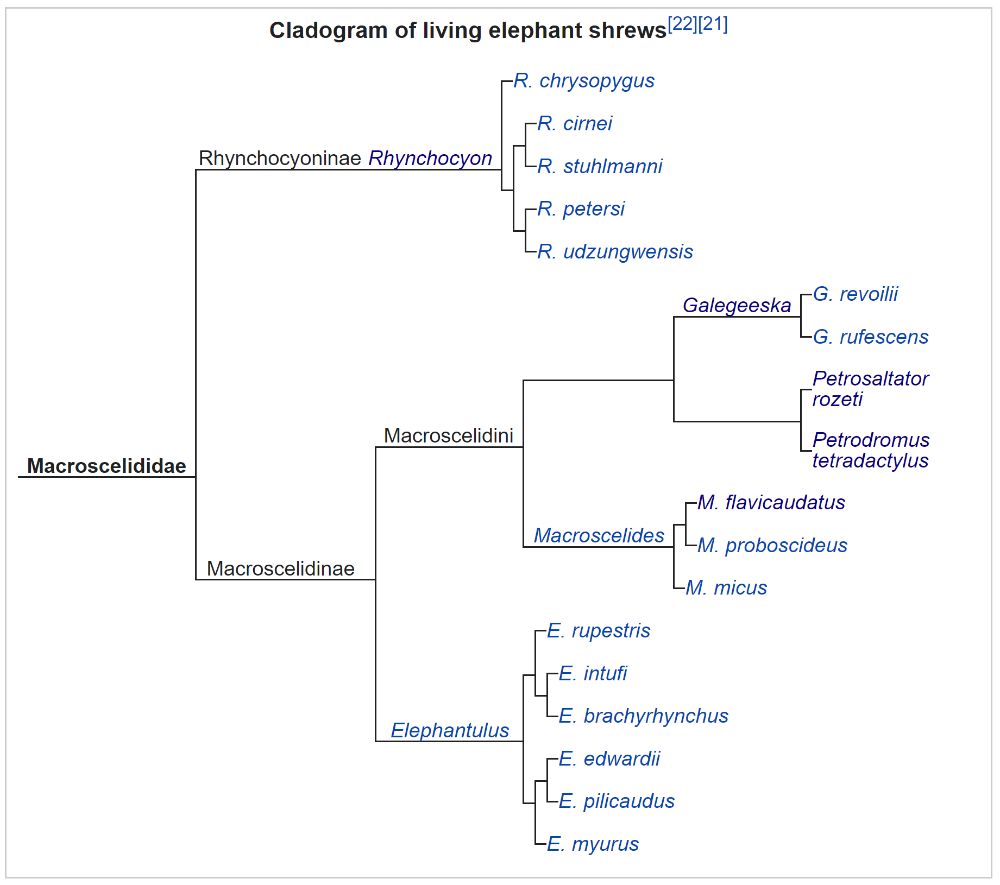 Cladogram of living elephant shrews[22][21]
R. chrysopygus
R. cirnei
Rhynchocyoninae Rhynchocyon
R. stuhlmanni
R. petersi
R. udzungwensis
G. revoilii
Galegeeska
G. rufescens
Petrosaltator
rozeti
Macroscelidini
Petrodromus
tetradactylus
Macroscelididae
M. flavicaudatus
Macroscelides
M. proboscideus
Macroscelidinae
M. micus
E. rupestris
E. intufi
E. brachyrhynchus
Elephantulus
E. edwardii
E. pilicaudus
E. myurus